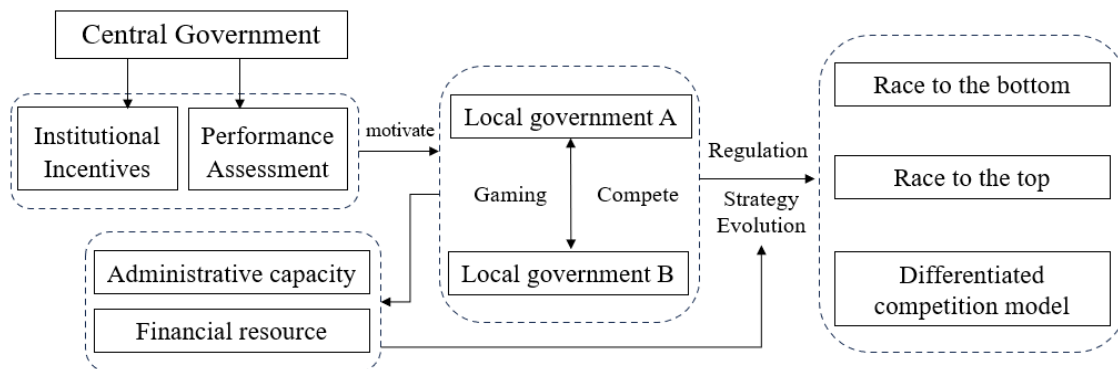 Central Government
Institutional
Incentives
Performance
Assessment
motivate
Local government A
Gaming
Compete
Local government B
Administrative capacity
Financial resource
Regulation
Strategy
Evolution
Race to the bottom
Race to the top
Differentiated
competition model